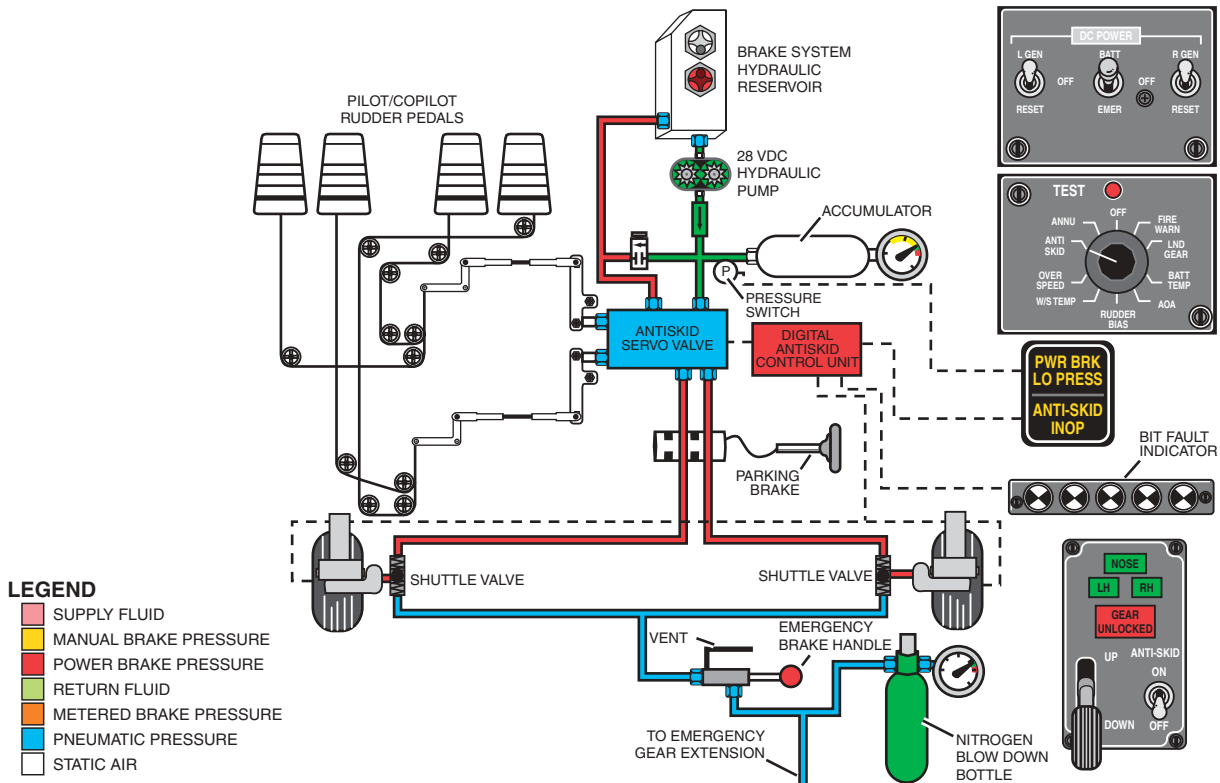 BRAKE SYSTEM
HYDRAULIC
RESERVOIR
PILOT/COPILOT
RUDDER PEDALS
28 VDC
HYDRAULIC
PUMP
ACCUMULATOR
P
PRESSURE
SWITCH
ANTISKID
SERVO VALVE
DIGITAL
ANTISKID
CONTROL UNIT
PARKING
BRAKE
SHUTTLE VALVE
SHUTTLE VALVE
VENT
EMERGENCY
BRAKE HANDLE
TO EMERGENCY
GEAR EXTENSION
NITROGEN
BLOW DOWN
BOTTLE
DC POWER
L GEN
BATT
R GEN
OFF
OFF
RESET
EMER
RESET
TEST
OFF
ANNU
FIRE
WARN
ANTI
SKID
LND
GEAR
OVER
SPEED
BATT
TEMP
W/S TEMP
AOA
RUDDER
BIAS
PWR BRK
LO PRESS
ANTI-SKID
INOP
BIT FAULT
INDICATOR
NOSE
LH
RH
GEAR
UNLOCKED
UP
ANTI-SKID
ON
DOWN
OFF
LEGEND
SUPPLY FLUID
MANUAL BRAKE PRESSURE
POWER BRAKE PRESSURE
RETURN FLUID
METERED BRAKE PRESSURE
PNEUMATIC PRESSURE
STATIC AIR